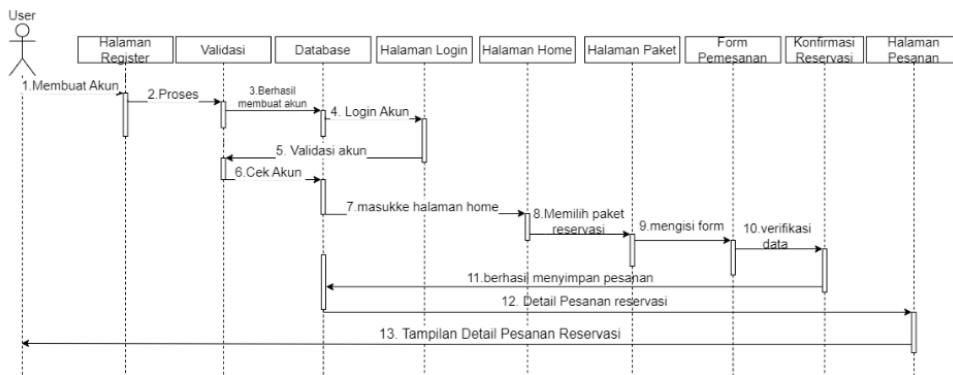 User
Halaman
Register
Validasi
Database
Halaman Login
Halaman Home
Halaman Paket
Form
Pemesanan
Konfirmasi
Reservasi
Halaman
Pesanan
1.Membuat Akun
2.Proses
3.Berhasil
membuat akun
4. Login Akun
5. Validasi akun
6.Cek Akun
7.masukke halaman home
8.Memilih paket
reservasi
9.mengisi form
10.verifikasi
data
11.berhasil menyimpan pesanan
12. Detail Pesanan reservasi
13. Tampilan Detail Pesanan Reservasi